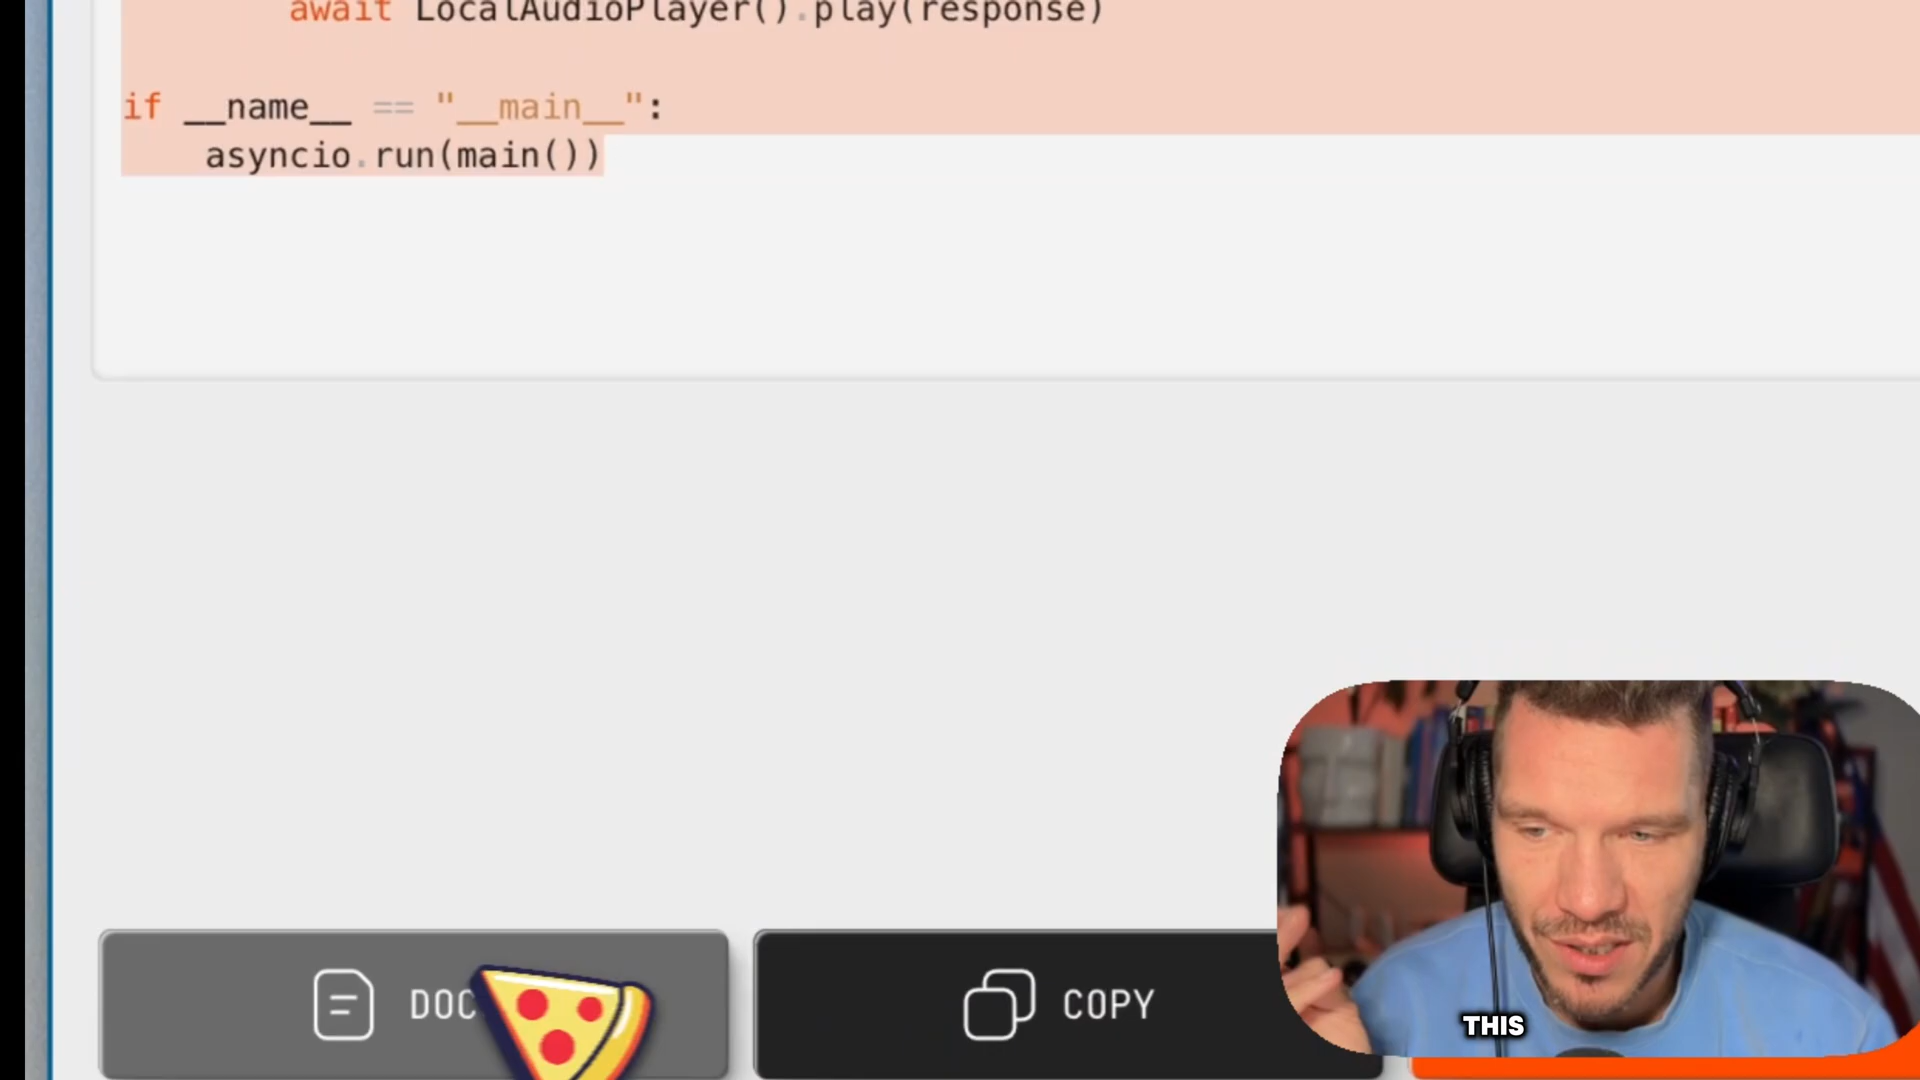 await LocalAudioPlayer().play(response)
if __name__ == "__main__":
asyncio.run(main())
DOC
COPY
THIS